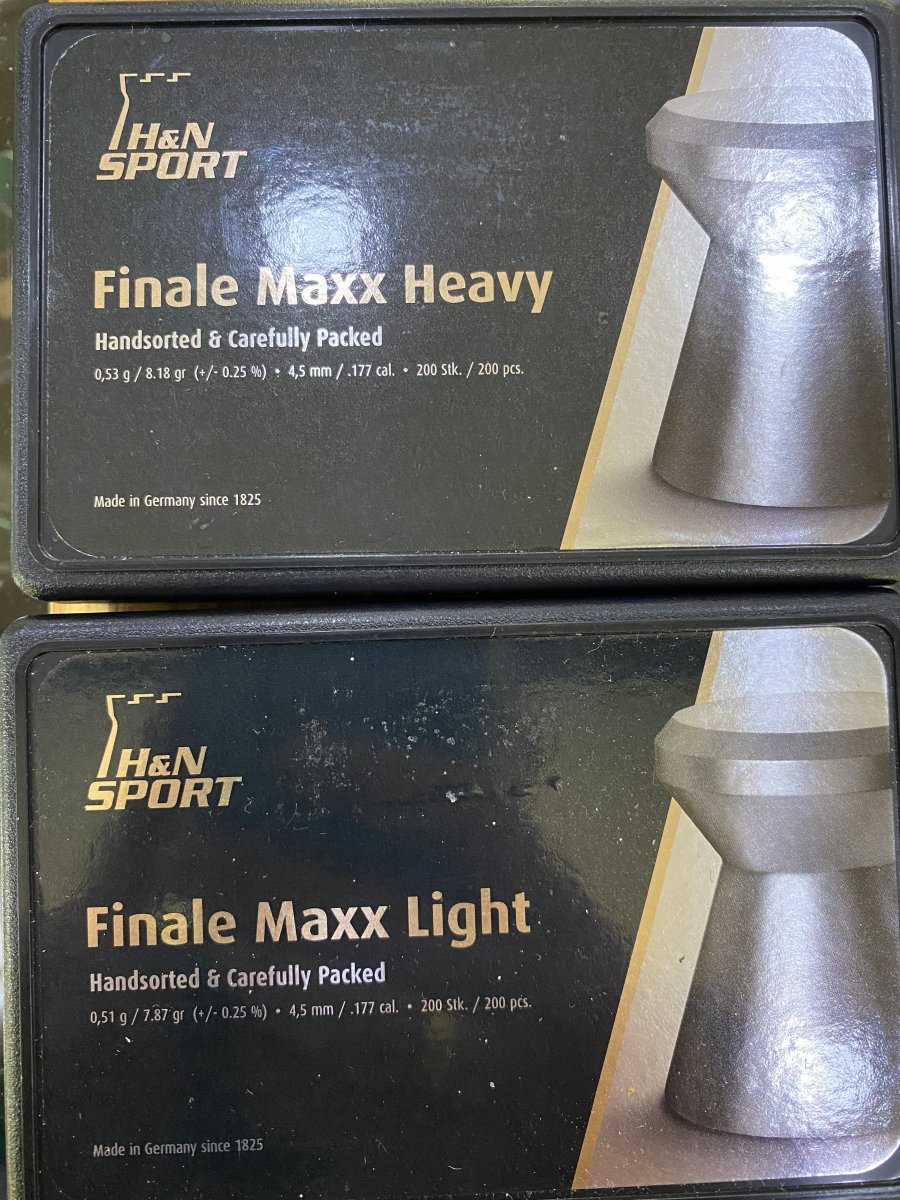 H&N
SPORT
Finale Maxx Heavy
Handsorted & Carefully Packed
0,53 g / 8.18 gr (+/- 0.25 %) • 4,5 mm / .177 cal. • 200 Stk. / 200 pcs.
Made in Germany since 1825
H&N
SPORT
Finale Maxx Light
Handsorted & Carefully Packed
0,51 g / 7.87 gr (+/- 0.25 %) • 4,5 mm / .177 cal. • 200 Stk. / 200 pcs.
Made in Germany since 1825